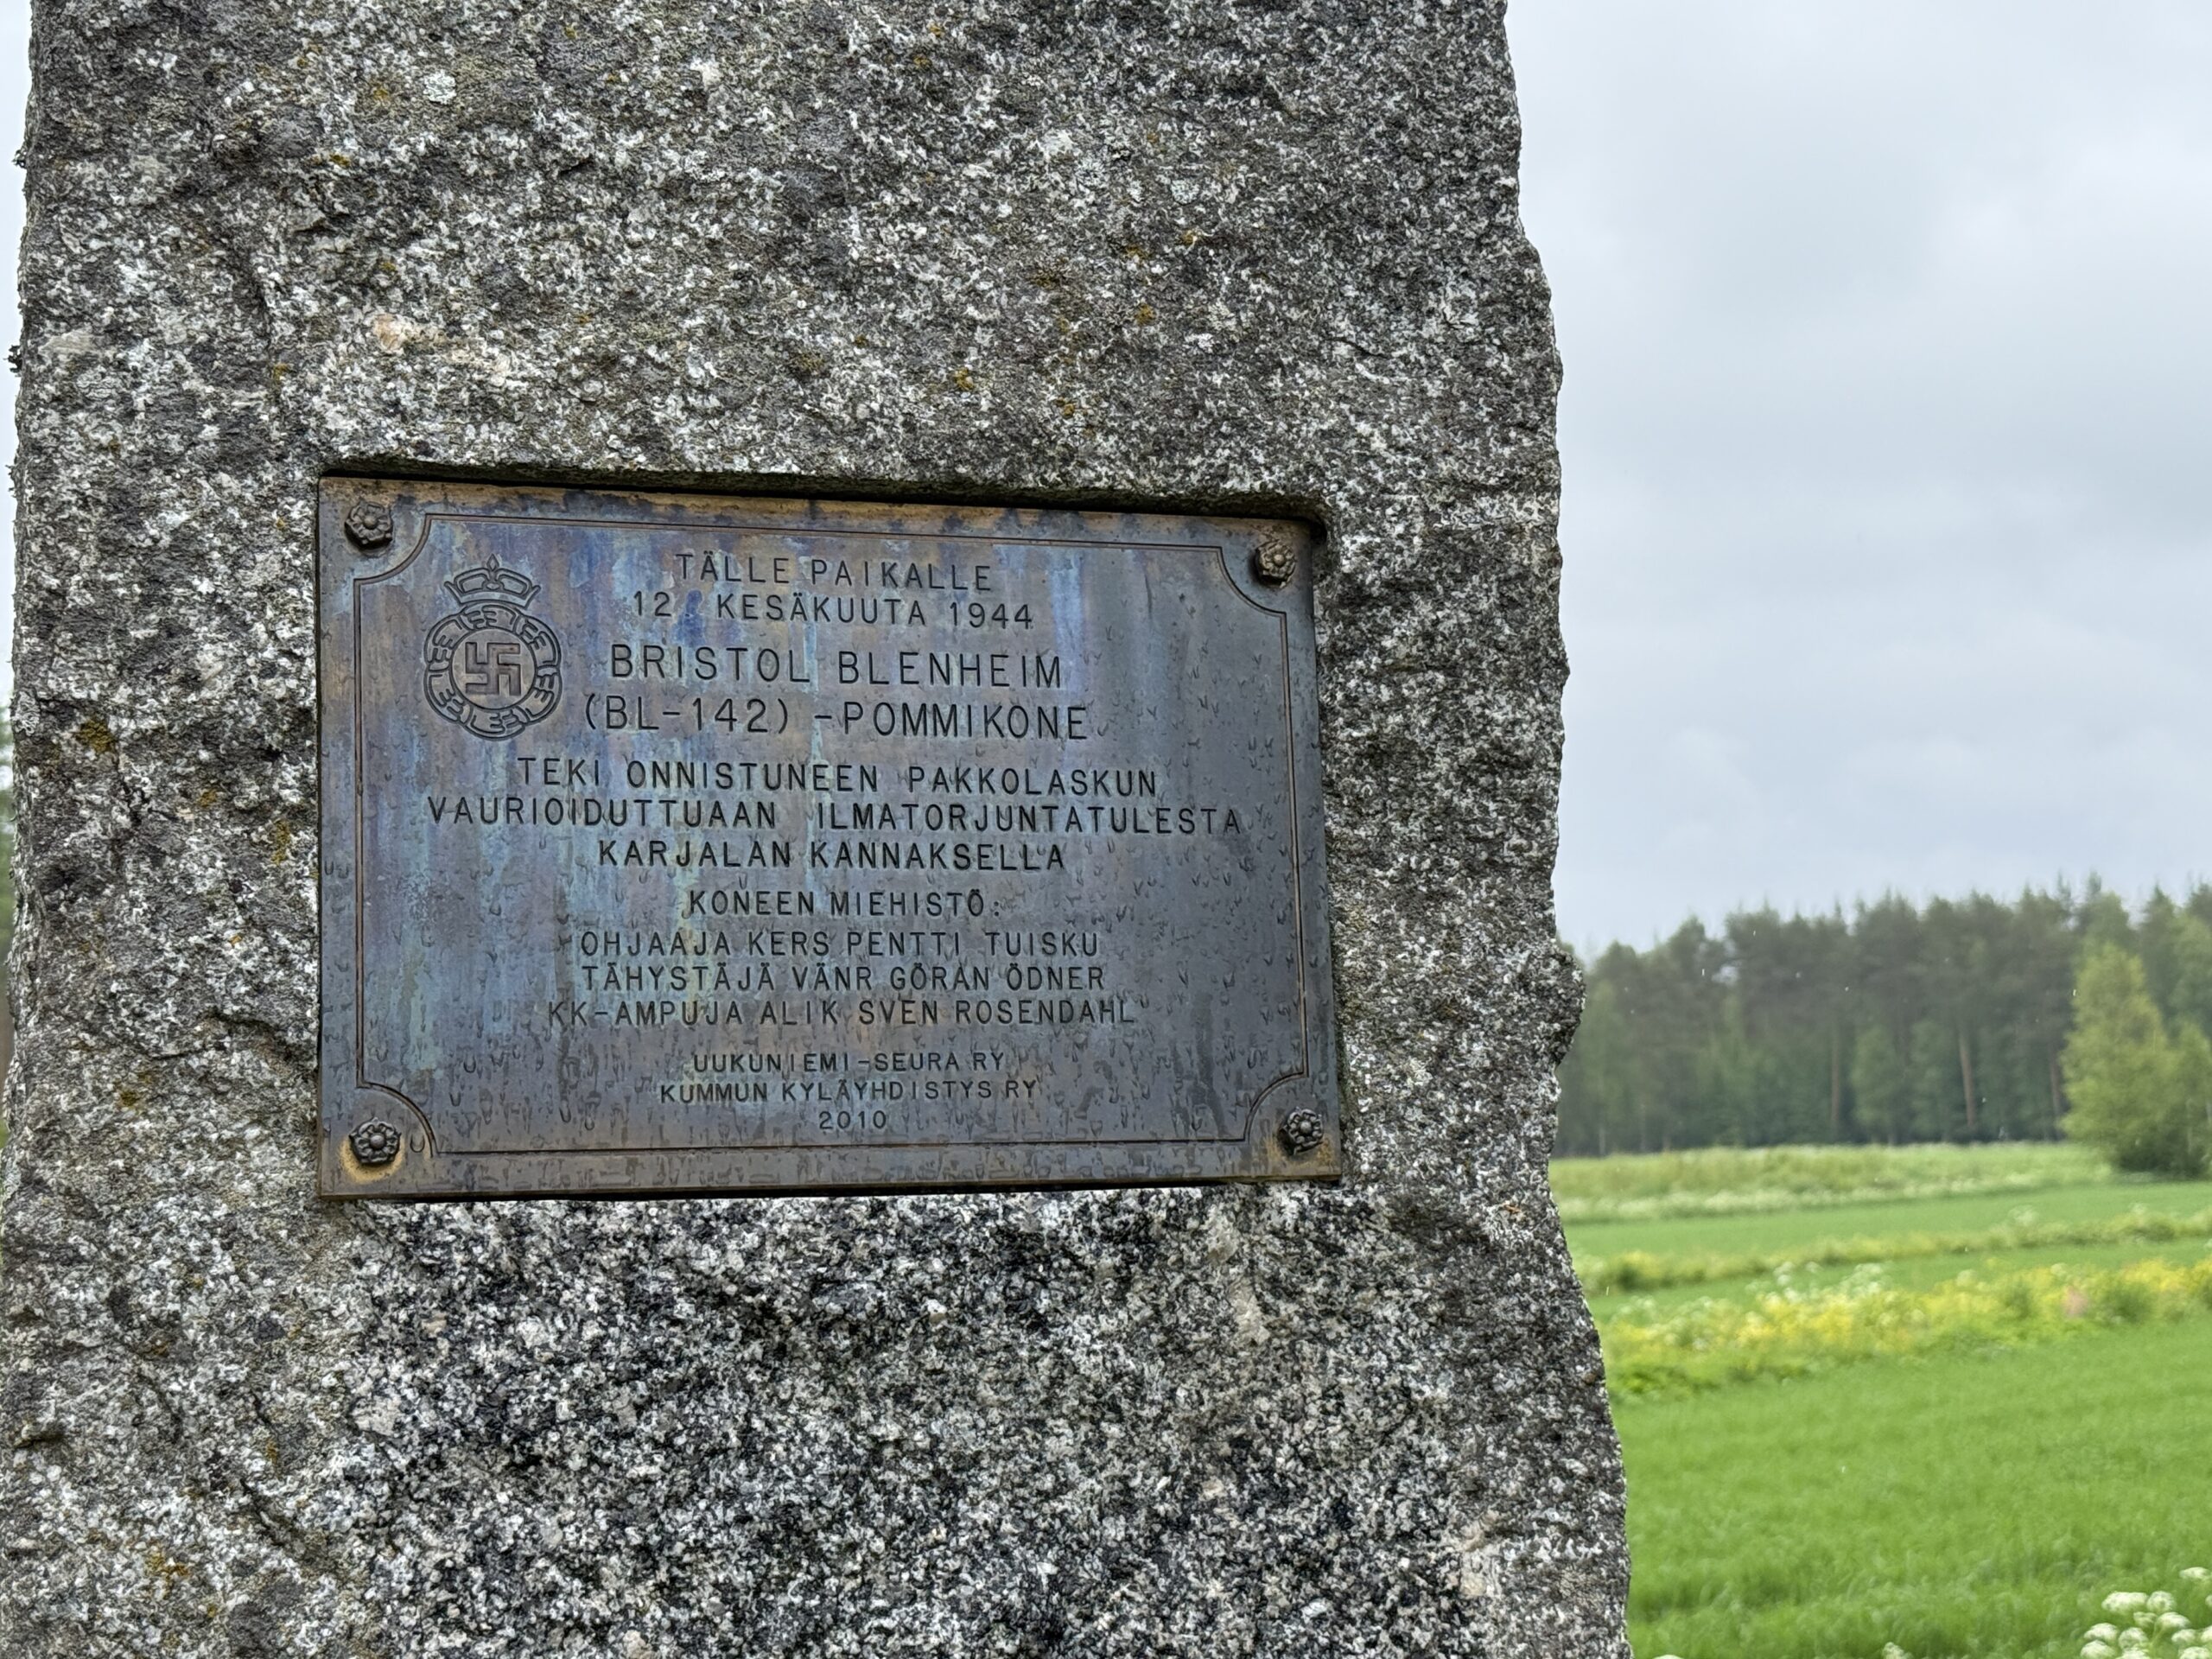 TÄLLE PAIKALLE
12. KESÄKUUTA 1944
BRISTOL BLENHEIM
(BL-142) -POMMIKONE
TEKI ONNISTUNEEN PAKKOLASKUN
VAURIOIDUTTUAAN ILMATORJUNTATULESTA
KARJALAN KANNAKSELLA
KONEEN MIEHISTÖ:
OHJAAJA KERS PENTTI TUISKU
TÄHYSTÄJÄ VÄNR GÖRAN ÖDNER
KK-AMPUJA ALIK SVEN ROSENDAHL
UUKUNIEMI-SEURA RY
KUMMUN KYLÄYHDISTYS RY
2010